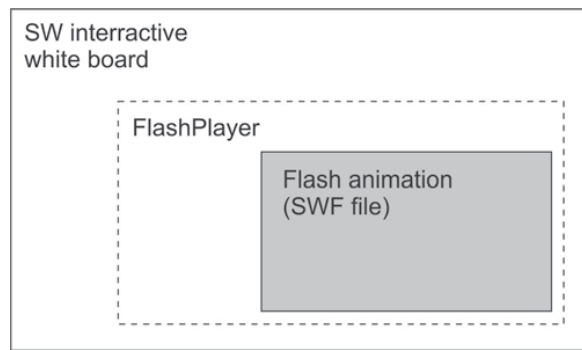 SW interractive
white board
FlashPlayer
Flash animation
(SWF file)